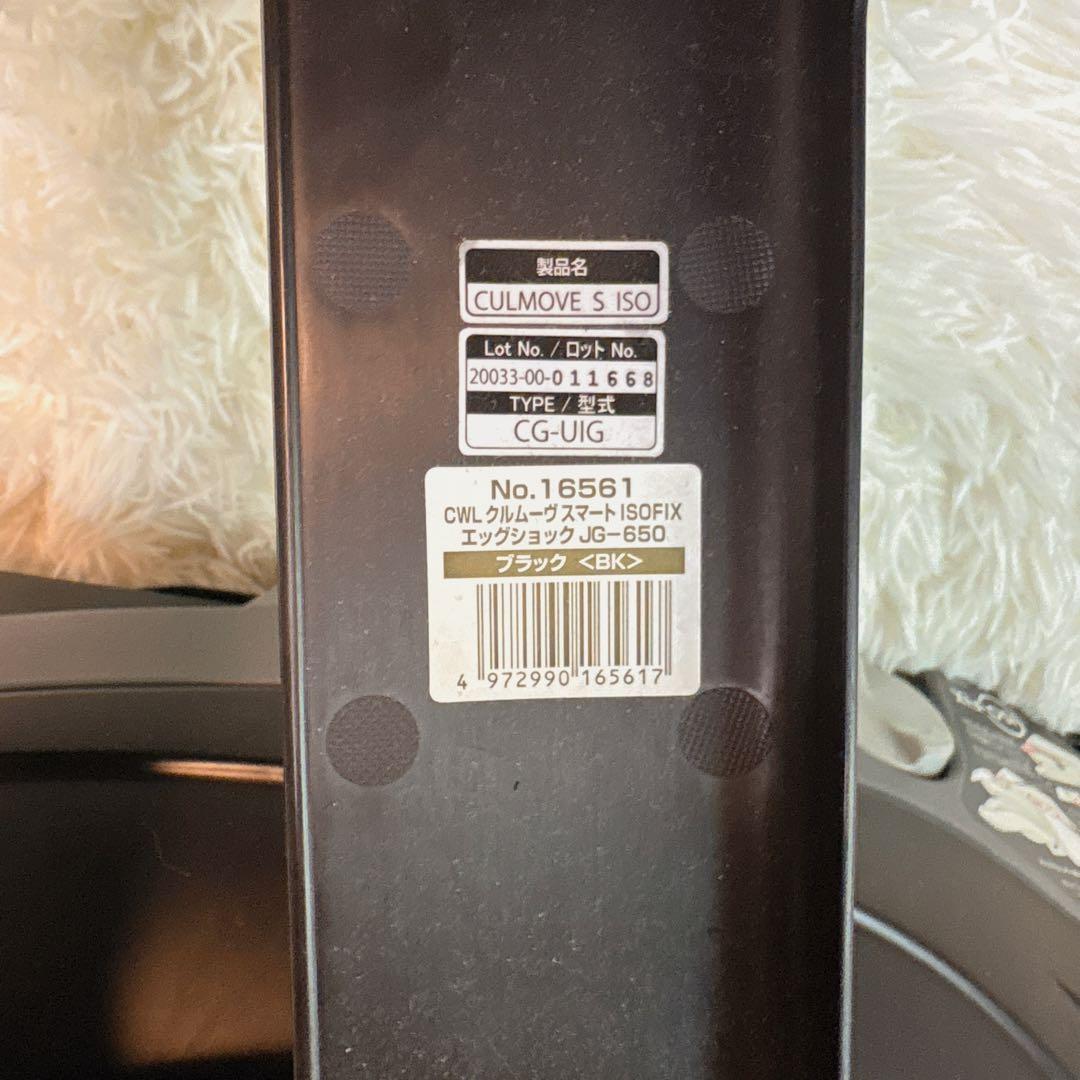 製品名
CULMOVE S ISO
Lot No. / ロット No.
20033-00-011668
TYPE / 型式
CG-UIG
No.16561
CWL クルムーヴ スマート ISOFIX
エッグショック JG-650
ブラック <BK>
4 972990 165617